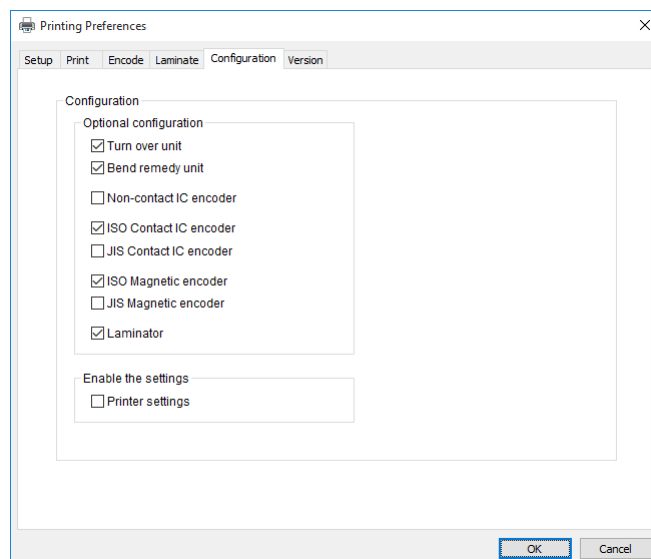 Printing Preferences
Setup Print Encode Laminate Configuration Version
Configuration
Optional configuration
Turn over unit
Bend remedy unit
Non-contact IC encoder
ISO Contact IC encoder
JIS Contact IC encoder
ISO Magnetic encoder
JIS Magnetic encoder
Laminator
Enable the settings
Printer settings
OK Cancel